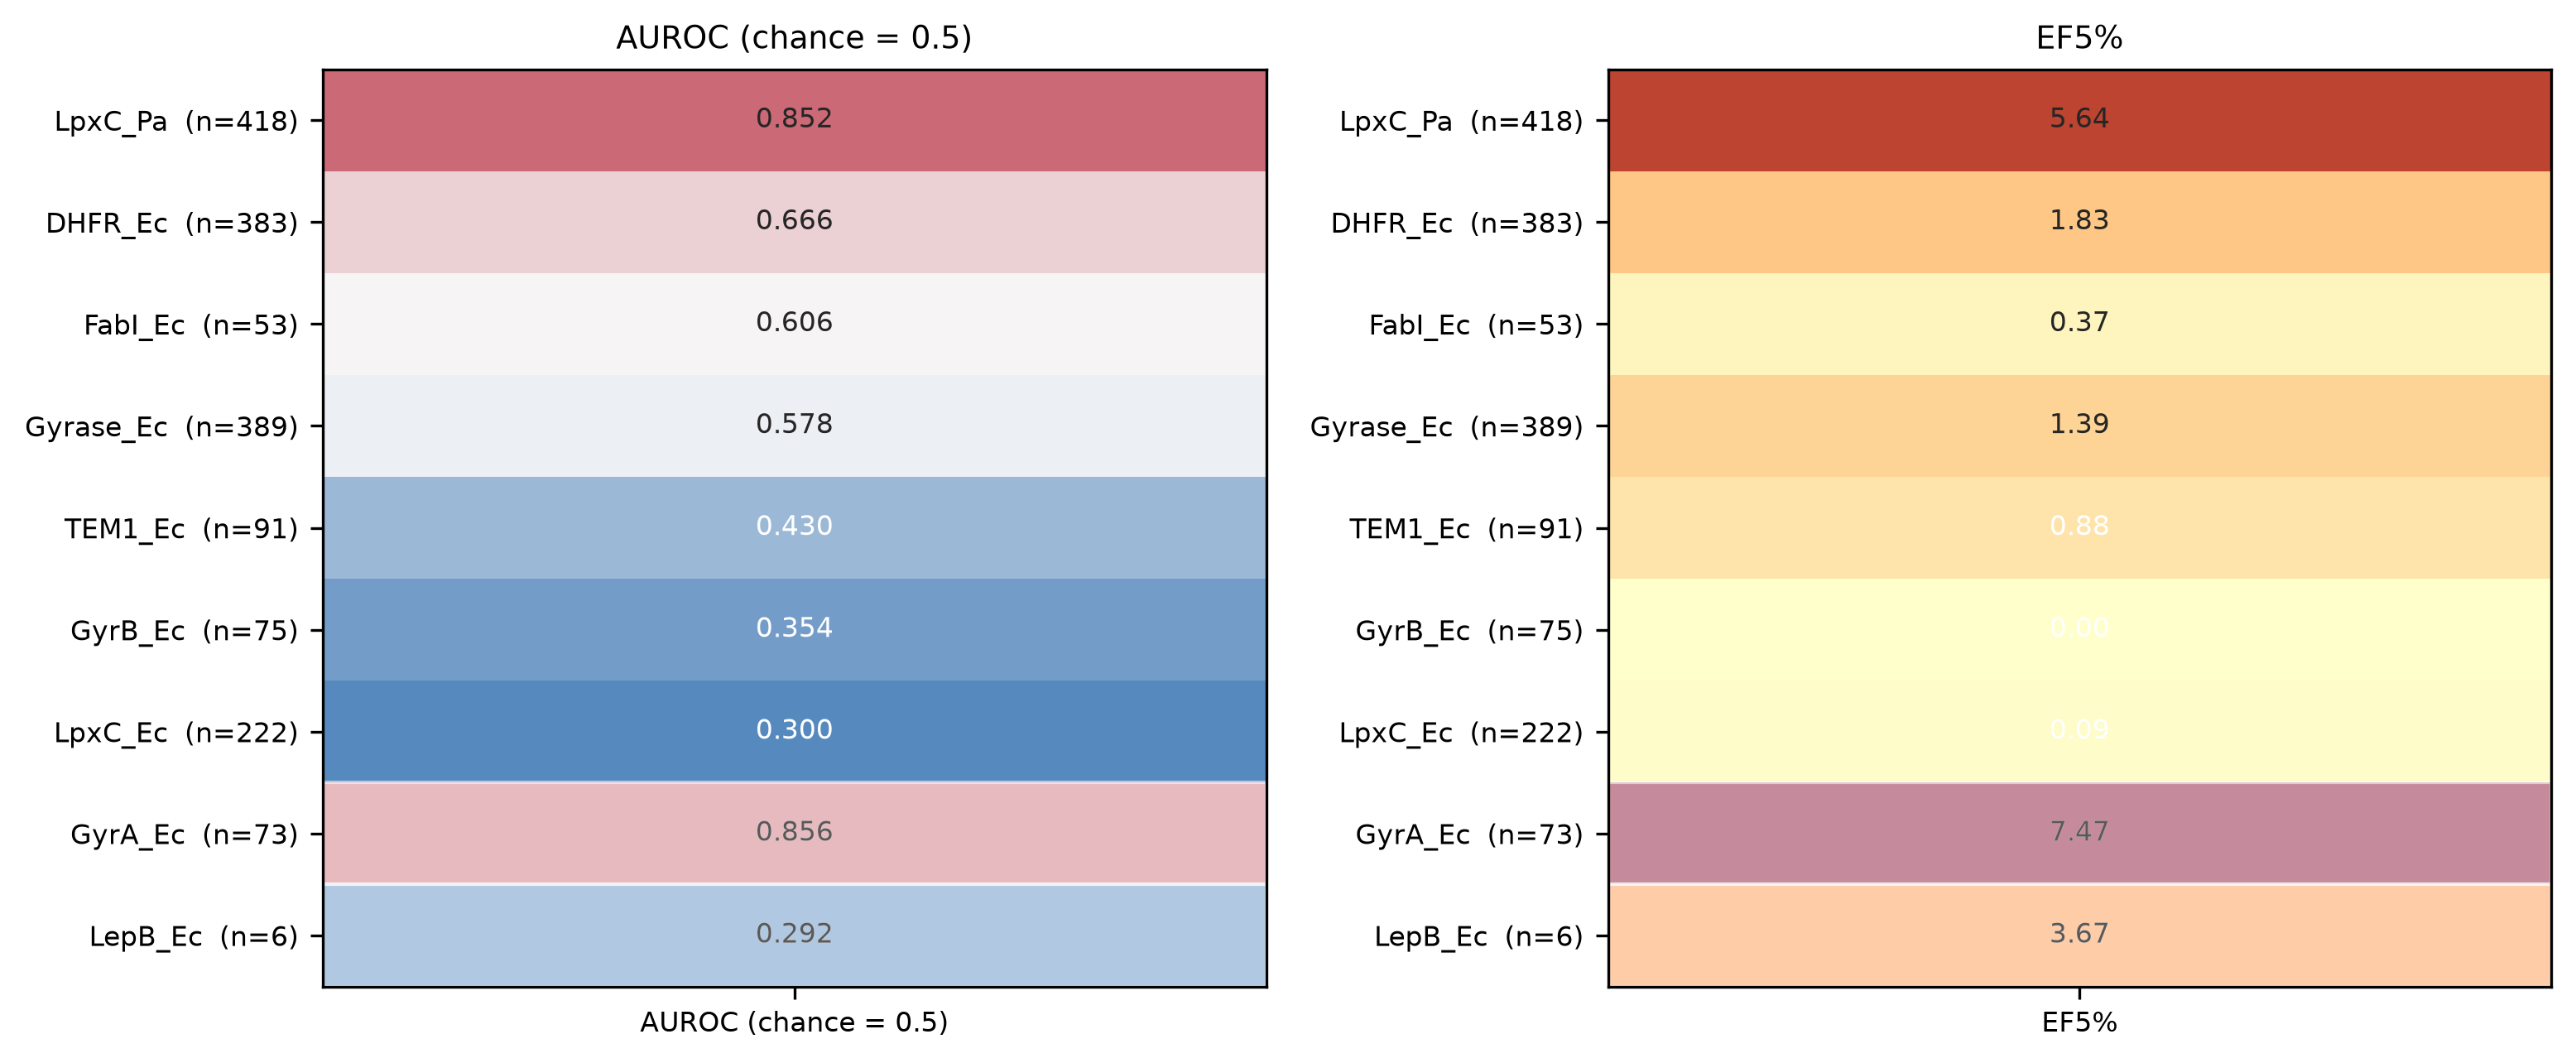 AUROC (chance = 0.5)
LpxC_Pa (n=418) 0.852
DHFR_Ec (n=383) 0.666
FabI_Ec (n=53) 0.606
Gyrase_Ec (n=389) 0.578
TEM1_Ec (n=91) 0.430
GyrB_Ec (n=75) 0.354
LpxC_Ec (n=222) 0.300
GyrA_Ec (n=73) 0.856
LepB_Ec (n=6) 0.292
AUROC (chance = 0.5)
EF5%
LpxC_Pa (n=418) 5.64
DHFR_Ec (n=383) 1.83
FabI_Ec (n=53) 0.37
Gyrase_Ec (n=389) 1.39
TEM1_Ec (n=91) 0.88
GyrB_Ec (n=75) 0.00
LpxC_Ec (n=222) 0.09
GyrA_Ec (n=73) 7.47
LepB_Ec (n=6) 3.67
EF5%